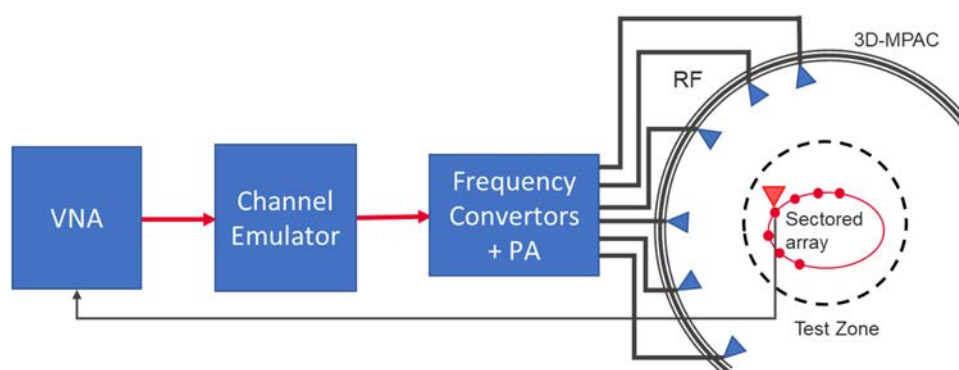 3D-MPAC
RF
VNA
Channel
Emulator
Frequency
Convertors
+ PA
Sectored
array
Test Zone